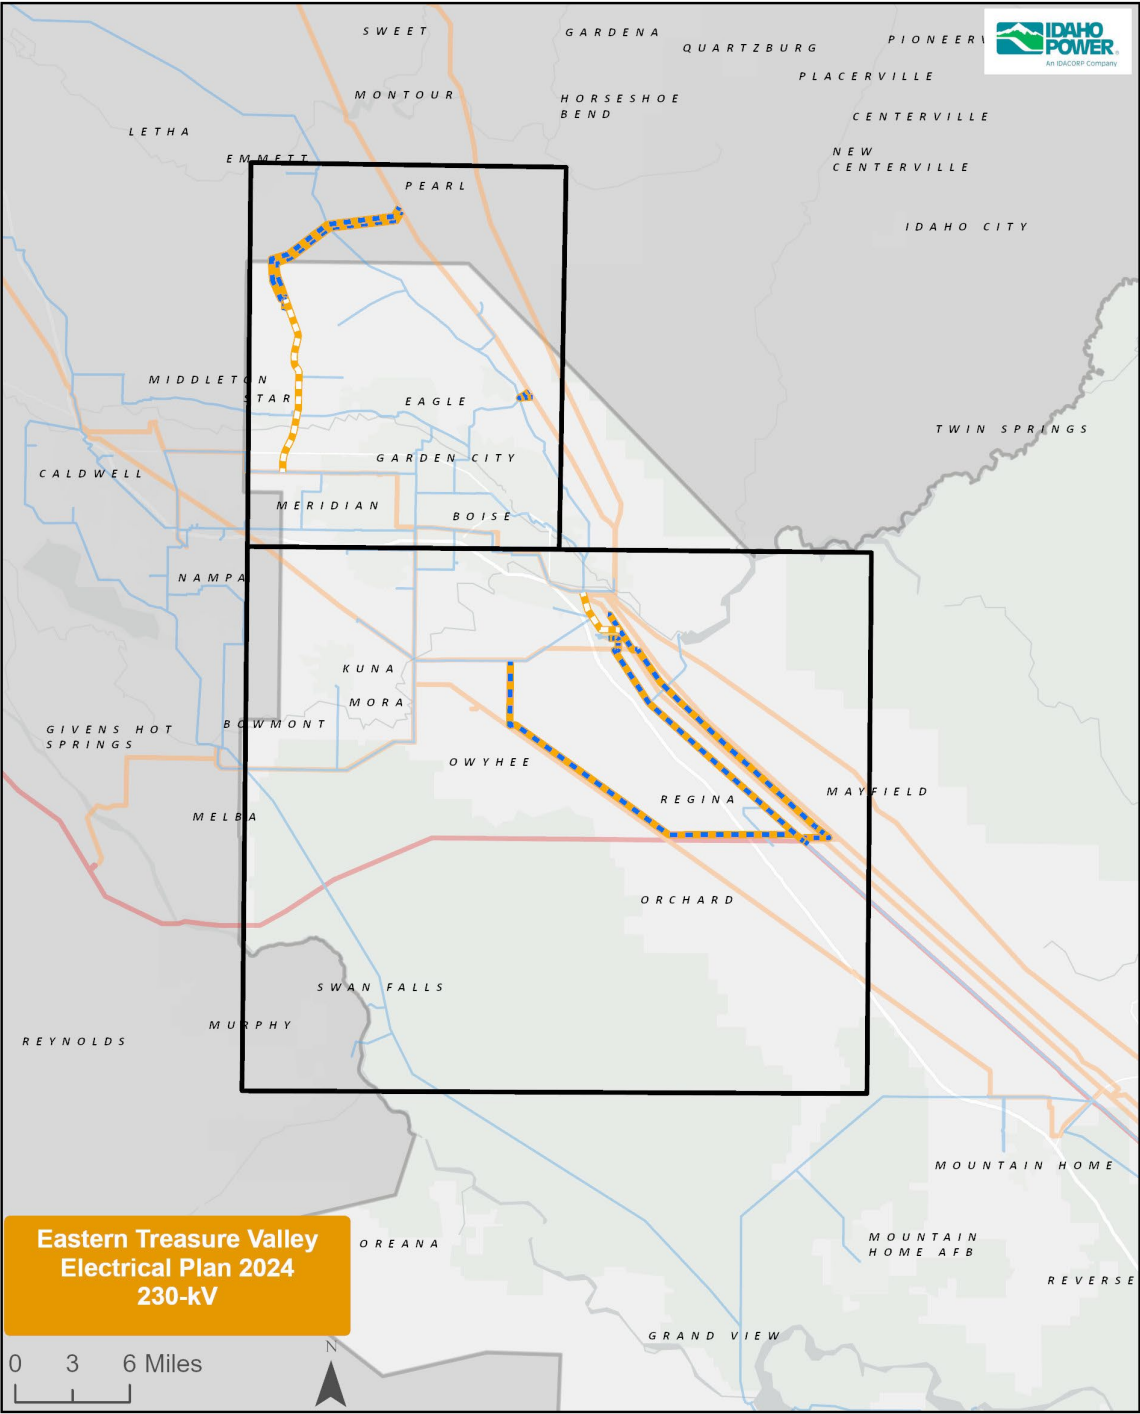 SWEET
GARDENA
QUARTZBURG
PIONEERV
IDAHO
POWER
An IDACORP Company
PLACERVILLE
MONTOUR
HORSESHOE
BEND
CENTERVILLE
LETHA
EMMETT
NEW
CENTERVILLE
PEARL
IDAHO CITY
MIDDLETON
STAR
EAGLE
TWIN SPRINGS
GARDEN CITY
CALDWELL
MERIDIAN
BOISE
NAMPA
KUNA
MORA
BOWMONT
GIVENS HOT
SPRINGS
OWYHEE
REGINA
MAYFIELD
MELBA
ORCHARD
SWAN FALLS
MURPHY
REYNOLDS
MOUNTAIN HOME
OREANA
MOUNTAIN
HOME AFB
REVERSE
GRAND VIEW
Eastern Treasure Valley
Electrical Plan 2024
230-kV
0 3 6 Miles
N